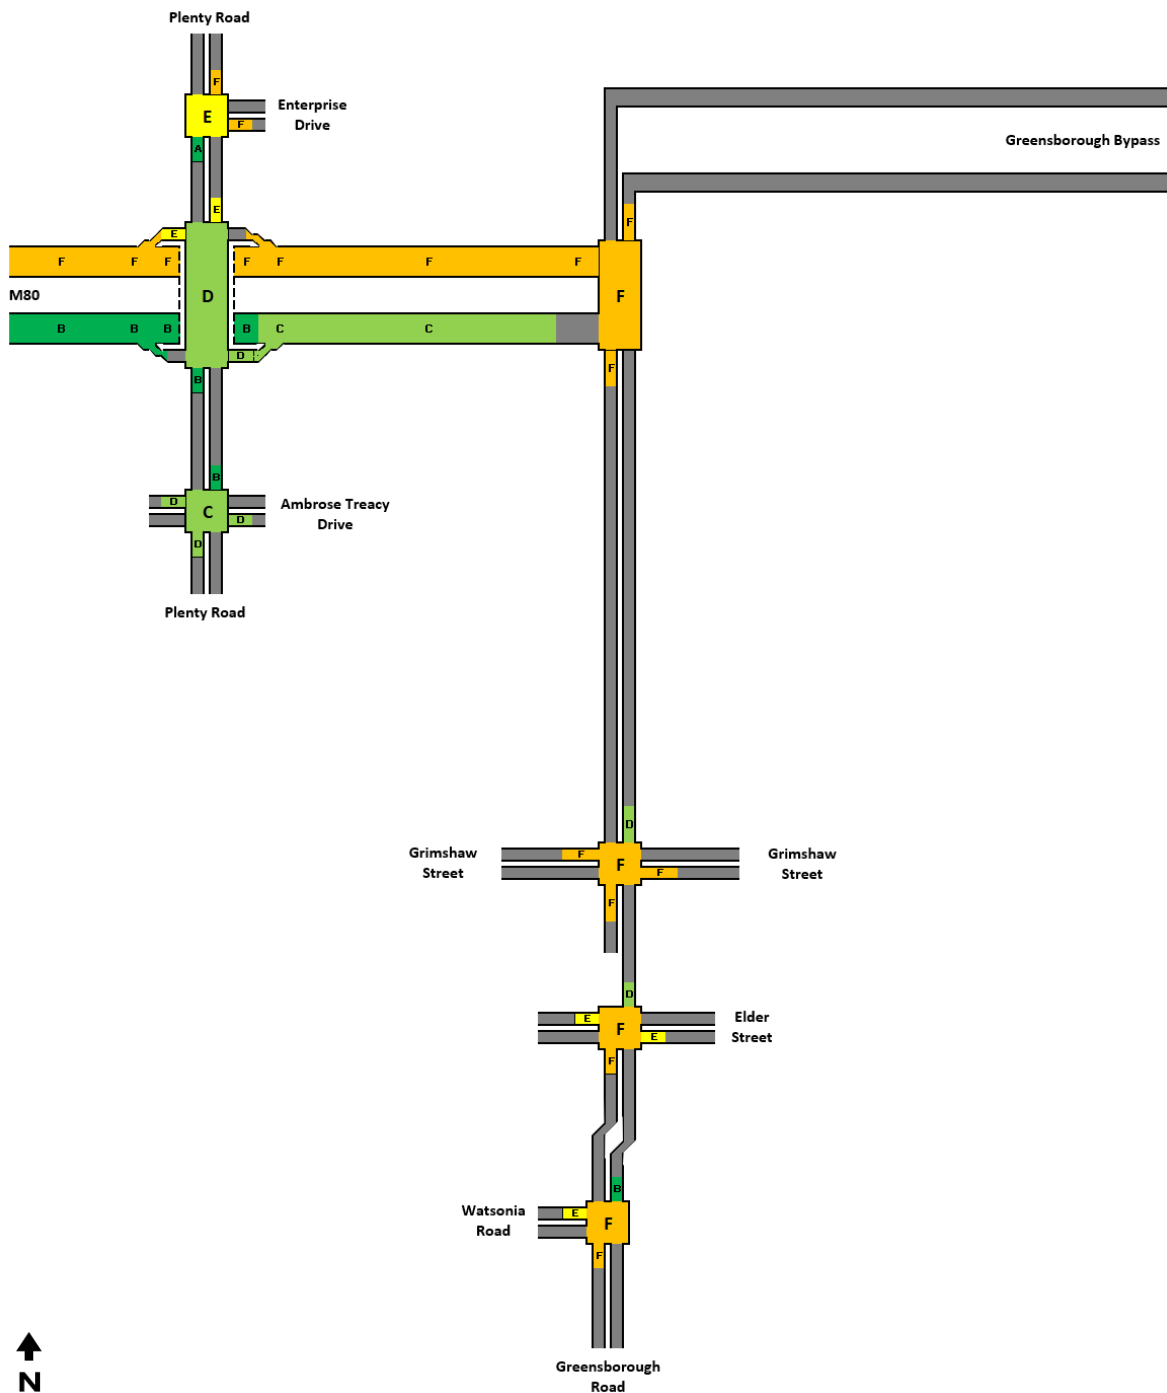 Plenty Road
F
E
Enterprise
Drive
F
A
Greensborough Bypass
E
F
E
F
F
F
F
F
F
F
D
F
M80
B
B
B
B
C
C
D
F
B
B
D
C
Ambrose Treacy
Drive
D
D
Plenty Road
D
Grimshaw
Street
F
F
F
Grimshaw
Street
F
D
E
F
E
Elder
Street
F
B
Watsonia
Road
E
F
F
Greensborough
Road
N